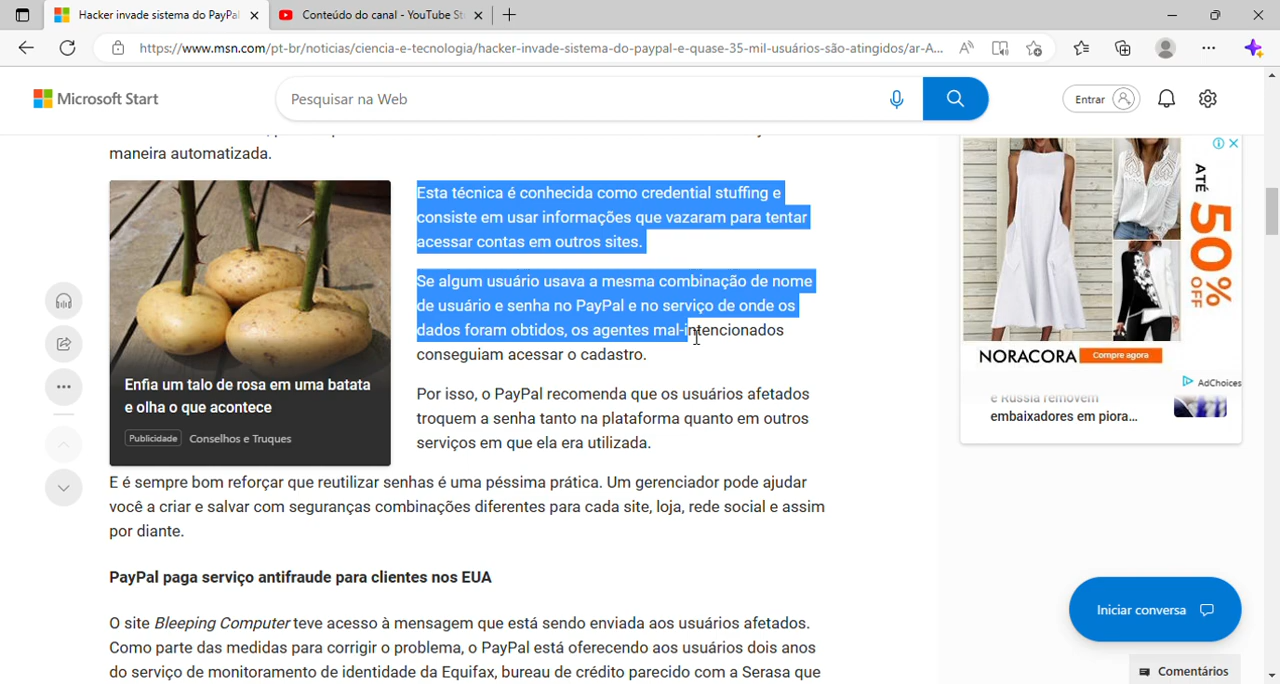 Hacker invade sistema do PayPal
Conteúdo do canal - YouTube St
https://www.msn.com/pt-br/noticias/ciencia-e-tecnologia/hacker-invade-sistema-do-paypal-e-quase-35-mil-usuários-são-atingidos/ar-A...
Microsoft Start
Pesquisar na Web
Entrar
maneira automatizada.
Esta técnica é conhecida como credential stuffing e
consiste em usar informações que vazaram para tentar
acessar contas em outros sites.
Se algum usuário usava a mesma combinação de nome
de usuário e senha no PayPal e no serviço de onde os
dados foram obtidos, os agentes mal-intencionados
conseguiam acessar o cadastro.
Por isso, o PayPal recomenda que os usuários afetados
troquem a senha tanto na plataforma quanto em outros
serviços em que ela era utilizada.
Enfia um talo de rosa em uma batata
e olha o que acontece
Publicidade Conselhos e Truques
E é sempre bom reforçar que reutilizar senhas é uma péssima prática. Um gerenciador pode ajudar
você a criar e salvar com seguranças combinações diferentes para cada site, loja, rede social e assim
por diante.
PayPal paga serviço antifraude para clientes nos EUA
O site Bleeping Computer teve acesso à mensagem que está sendo enviada aos usuários afetados.
Como parte das medidas para corrigir o problema, o PayPal está oferecendo aos usuários dois anos
do serviço de monitoramento de identidade da Equifax, bureau de crédito parecido com a Serasa que
ATÉ
50%
OFF
NORACORA
Compre agora
AdChoices
e Rússia removem
embaixadores em piora...
Iniciar conversa
Comentários